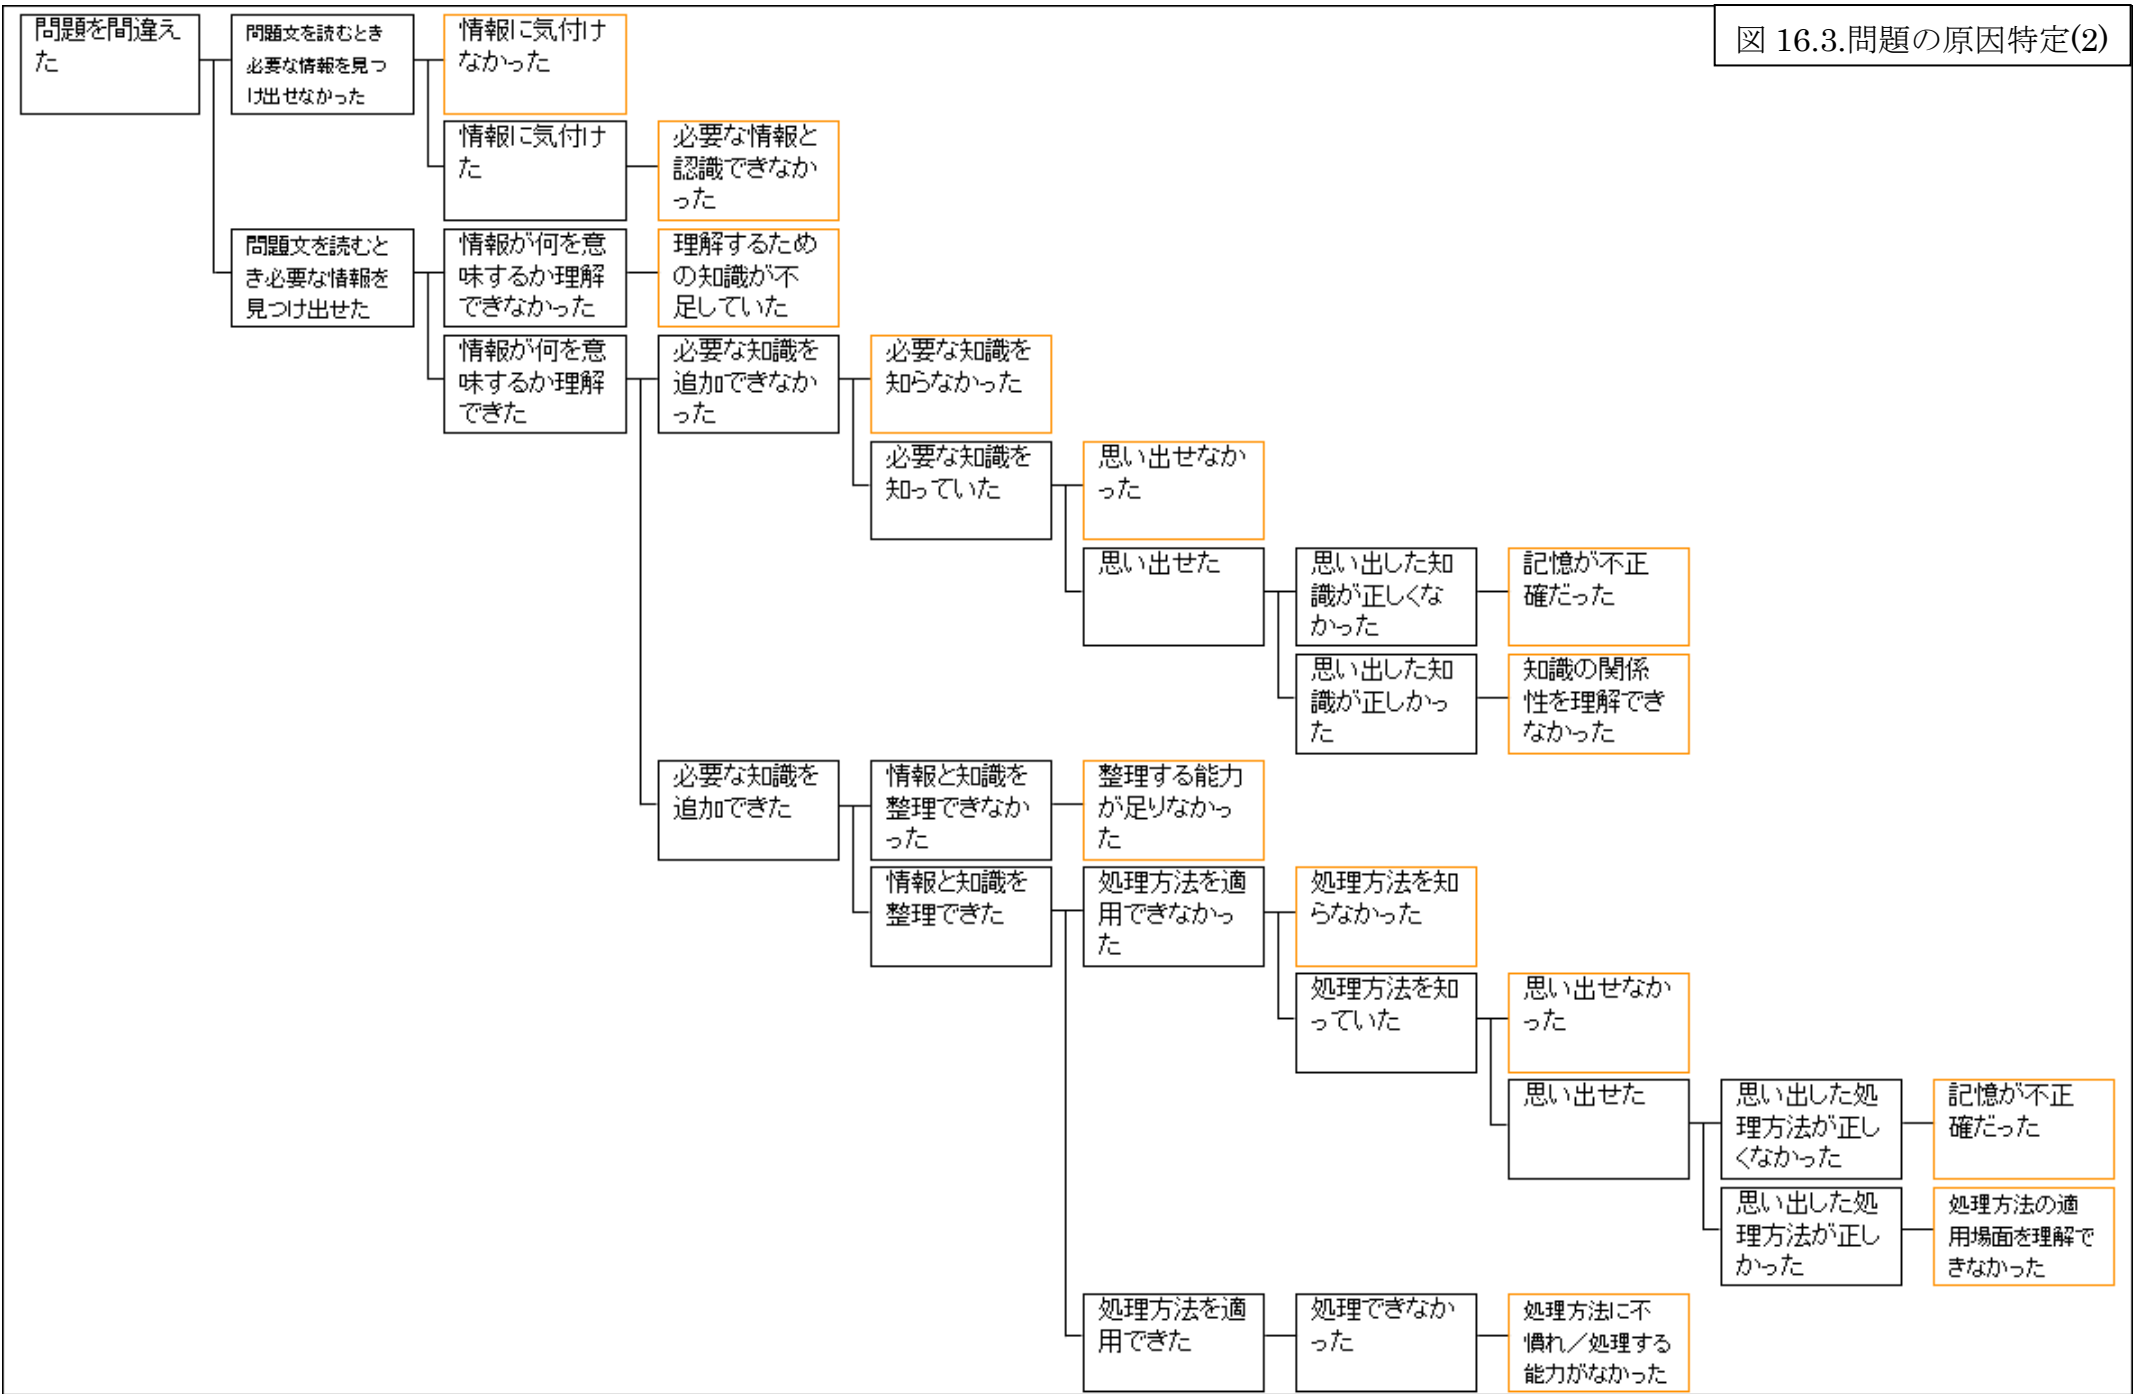 図 16.3.問題の原因特定(2)
問題を間違え
た
問題文を読むとき
必要な情報を見つ
け出せなかった
情報に気付け
なかった
情報に気付け
た
必要な情報と
認識できなか
った
問題文を読むと
き必要な情報を
見つけ出せた
情報が何を意
味するか理解
できなかった
理解するため
の知識が不
足していた
情報が何を意
味するか理解
できた
必要な知識を
追加できなか
った
必要な知識を
知らなかった
必要な知識を
知っていた
思い出せなか
った
思い出せた
思い出した知
識が正しくな
かった
記憶が不正
確だった
思い出した知
識が正しかっ
た
知識の関係
性を理解でき
なかった
必要な知識を
追加できた
情報と知識を
整理できなか
った
整理する能力
が足りなかっ
た
情報と知識を
整理できた
処理方法を適
用できなかっ
た
処理方法を知
らなかった
処理方法を知
っていた
思い出せなか
った
思い出せた
思い出した処
理方法が正し
くなかった
記憶が不正
確だった
思い出した処
理方法が正し
かった
処理方法の適
用場面を理解で
きなかった
処理方法を適
用できた
処理できなか
った
処理方法に不
慣れ／処理する
能力がなかった